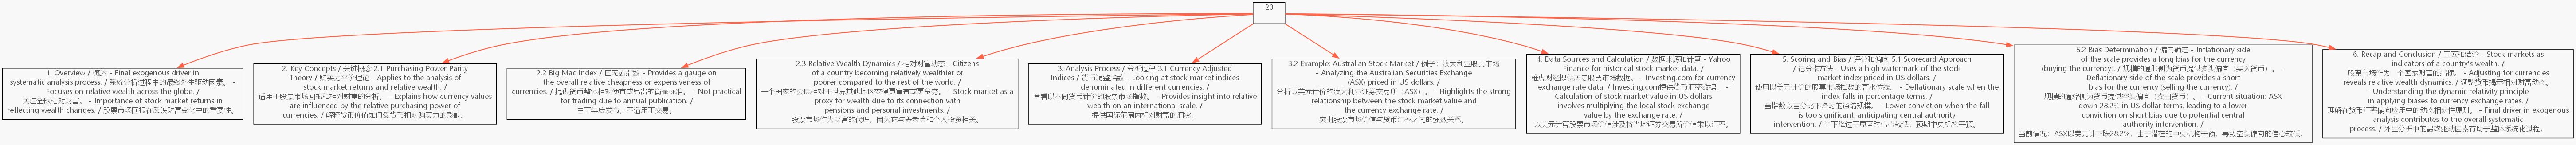 20
1. Overview / 概述 - Final exogenous driver in
systematic analysis process. / 系统分析过程中的最终外生驱动因素。 -
Focuses on relative wealth across the globe. /
关注全球相对财富。 - Importance of stock market returns in
reflecting wealth changes. / 股票市场回报在反映财富变化中的重要性。
2. Key Concepts / 关键概念 2.1 Purchasing Power Parity
Theory / 购买力平价理论 - Applies to the analysis of
stock market returns and relative wealth. /
适用于股票市场回报和相对财富的分析。 - Explains how currency values
are influenced by the relative purchasing power of
currencies. / 解释货币价值如何受货币相对购买力的影响。
2.2 Big Mac Index / 巨无霸指数 - Provides a gauge on
the overall relative cheapness or expensiveness of
currencies. / 提供货币整体相对便宜或昂贵的衡量标准。 - Not practical
for trading due to annual publication. /
由于年度发布，不适用于交易。
2.3 Relative Wealth Dynamics / 相对财富动态 - Citizens
of a country becoming relatively wealthier or
poorer compared to the rest of the world. /
一个国家的公民相对于世界其他地区变得更富有或更贫穷。 - Stock market as a
proxy for wealth due to its connection with
pensions and personal investments. /
股票市场作为财富的代理，因为它与养老金和个人投资相关。
3. Analysis Process / 分析过程 3.1 Currency Adjusted
Indices / 货币调整指数 - Looking at stock market indices
denominated in different currencies. /
查看以不同货币计价的股票市场指数。 - Provides insight into relative
wealth on an international scale. /
提供国际范围内相对财富的洞察。
3.2 Example: Australian Stock Market / 例子：澳大利亚股票市场
- Analyzing the Australian Securities Exchange
(ASX) priced in US dollars. /
分析以美元计价的澳大利亚证券交易所（ASX）。 - Highlights the strong
relationship between the stock market value and
the currency exchange rate. /
突出股票市场价值与货币汇率之间的强烈关系。
4. Data Sources and Calculation / 数据来源和计算 - Yahoo
Finance for historical stock market data. /
雅虎财经提供历史股票市场数据。 - Investing.com for currency
exchange rate data. / Investing.com提供货币汇率数据。 -
Calculation of stock market value in US dollars
involves multiplying the local stock exchange
value by the exchange rate. /
以美元计算股票市场价值涉及将当地证券交易所价值乘以汇率。
5. Scoring and Bias / 评分和偏向 5.1 Scorecard Approach
/ 记分卡方法 - Uses a high watermark of the stock
market index priced in US dollars. /
使用以美元计价的股票市场指数的高水位线。 - Deflationary scale when the
index falls in percentage terms. /
当指数以百分比下降时的通缩规模。 - Lower conviction when the fall
is too significant, anticipating central authority
intervention. / 当下降过于显著时信心较低，预期中央机构干预。
5.2 Bias Determination / 偏向确定 - Inflationary side
of the scale provides a long bias for the currency
(buying the currency). / 规模的通胀侧为货币提供多头偏向（买入货币）。 -
Deflationary side of the scale provides a short
bias for the currency (selling the currency). /
规模的通缩侧为货币提供空头偏向（卖出货币）。 - Current situation: ASX
down 28.2% in US dollar terms, leading to a lower
conviction on short bias due to potential central
authority intervention. /
当前情况：ASX以美元计下跌28.2%，由于潜在的中央机构干预，导致空头偏向的信心较低。
6. Recap and Conclusion / 回顾和结论 - Stock markets as
indicators of a country's wealth. /
股票市场作为一个国家财富的指标。 - Adjusting for currencies
reveals relative wealth dynamics. / 调整货币揭示相对财富动态。
- Understanding the dynamic relativity principle
in applying biases to currency exchange rates. /
理解在货币汇率偏向应用中的动态相对性原则。 - Final driver in exogenous
analysis contributes to the overall systematic
process. / 外生分析中的最终驱动因素有助于整体系统化过程。